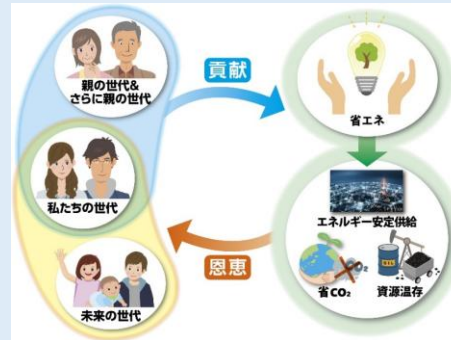 親の世代&
さらに親の世代
貢献
省エネ
私たちの世代
エネルギー安定供給
恩恵
省CO₂
資源温存
未来の世代